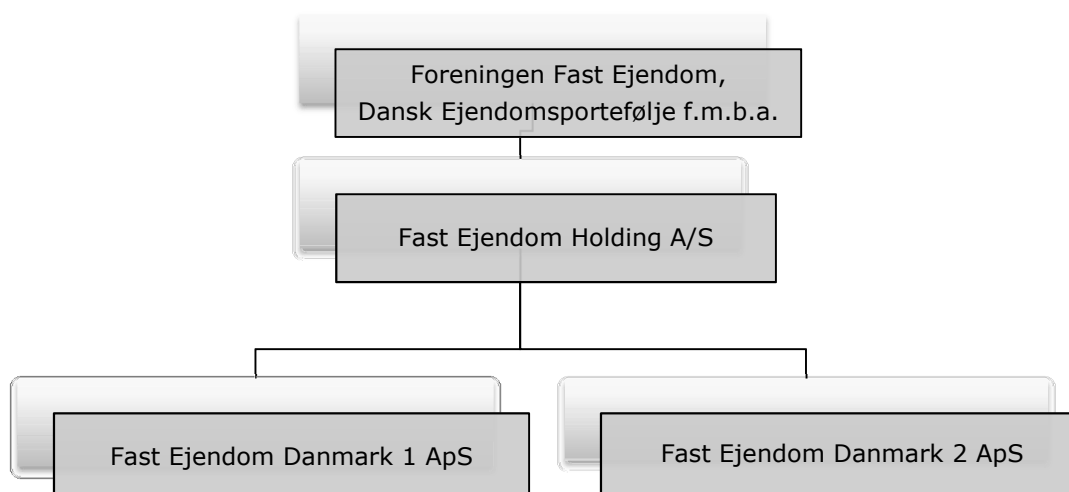 Foreningen Fast Ejendom,
Dansk Ejendomsportefølje f.m.b.a.
Fast Ejendom Holding A/S
Fast Ejendom Danmark 1 ApS
Fast Ejendom Danmark 2 ApS